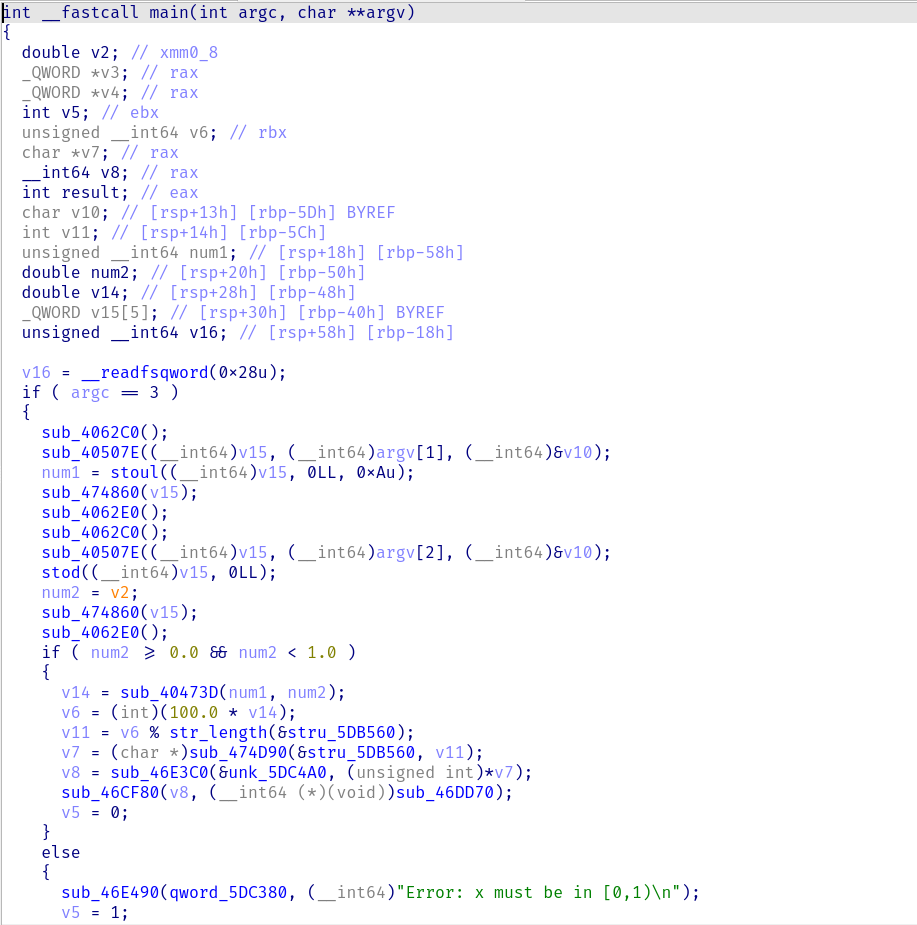 int __fastcall main(int argc, char **argv)
{
  double v2; // xmm0_8
  _QWORD *v3; // rax
  _QWORD *v4; // rax
  int v5; // ebx
  unsigned __int64 v6; // rbx
  char *v7; // rax
  __int64 v8; // rax
  int result; // eax
  char v10; // [rsp+13h] [rbp-5Dh] BYREF
  int v11; // [rsp+14h] [rbp-5Ch]
  unsigned __int64 num1; // [rsp+18h] [rbp-58h]
  double num2; // [rsp+20h] [rbp-50h]
  double v14; // [rsp+28h] [rbp-48h]
  _QWORD v15[5]; // [rsp+30h] [rbp-40h] BYREF
  unsigned __int64 v16; // [rsp+58h] [rbp-18h]

  v16 = __readfsqword(0x28u);
  if ( argc == 3 )
  {
    sub_4062C0();
    sub_40507E((__int64)v15, (__int64)argv[1], (__int64)&v10);
    num1 = stoul((__int64)v15, 0LL, 0xAu);
    sub_474860(v15);
    sub_4062E0();
    sub_4062C0();
    sub_40507E((__int64)v15, (__int64)argv[2], (__int64)&v10);
    stod((__int64)v15, 0LL);
    num2 = v2;
    sub_474860(v15);
    sub_4062E0();
    if ( num2 >= 0.0 && num2 < 1.0 )
    {
      v14 = sub_40473D(num1, num2);
      v6 = (int)(100.0 * v14);
      v11 = v6 % str_length(&stru_5DB560);
      v7 = (char *)sub_474D90(&stru_5DB560, v11);
      v8 = sub_46E3C0(&unk_5DC4A0, (unsigned int)*v7);
      sub_46CF80(v8, (__int64 (*)(void))sub_46DD70);
      v5 = 0;
    }
    else
    {
      sub_46E490(qword_5DC380, (__int64)"Error: x must be in [0,1)\n");
      v5 = 1;